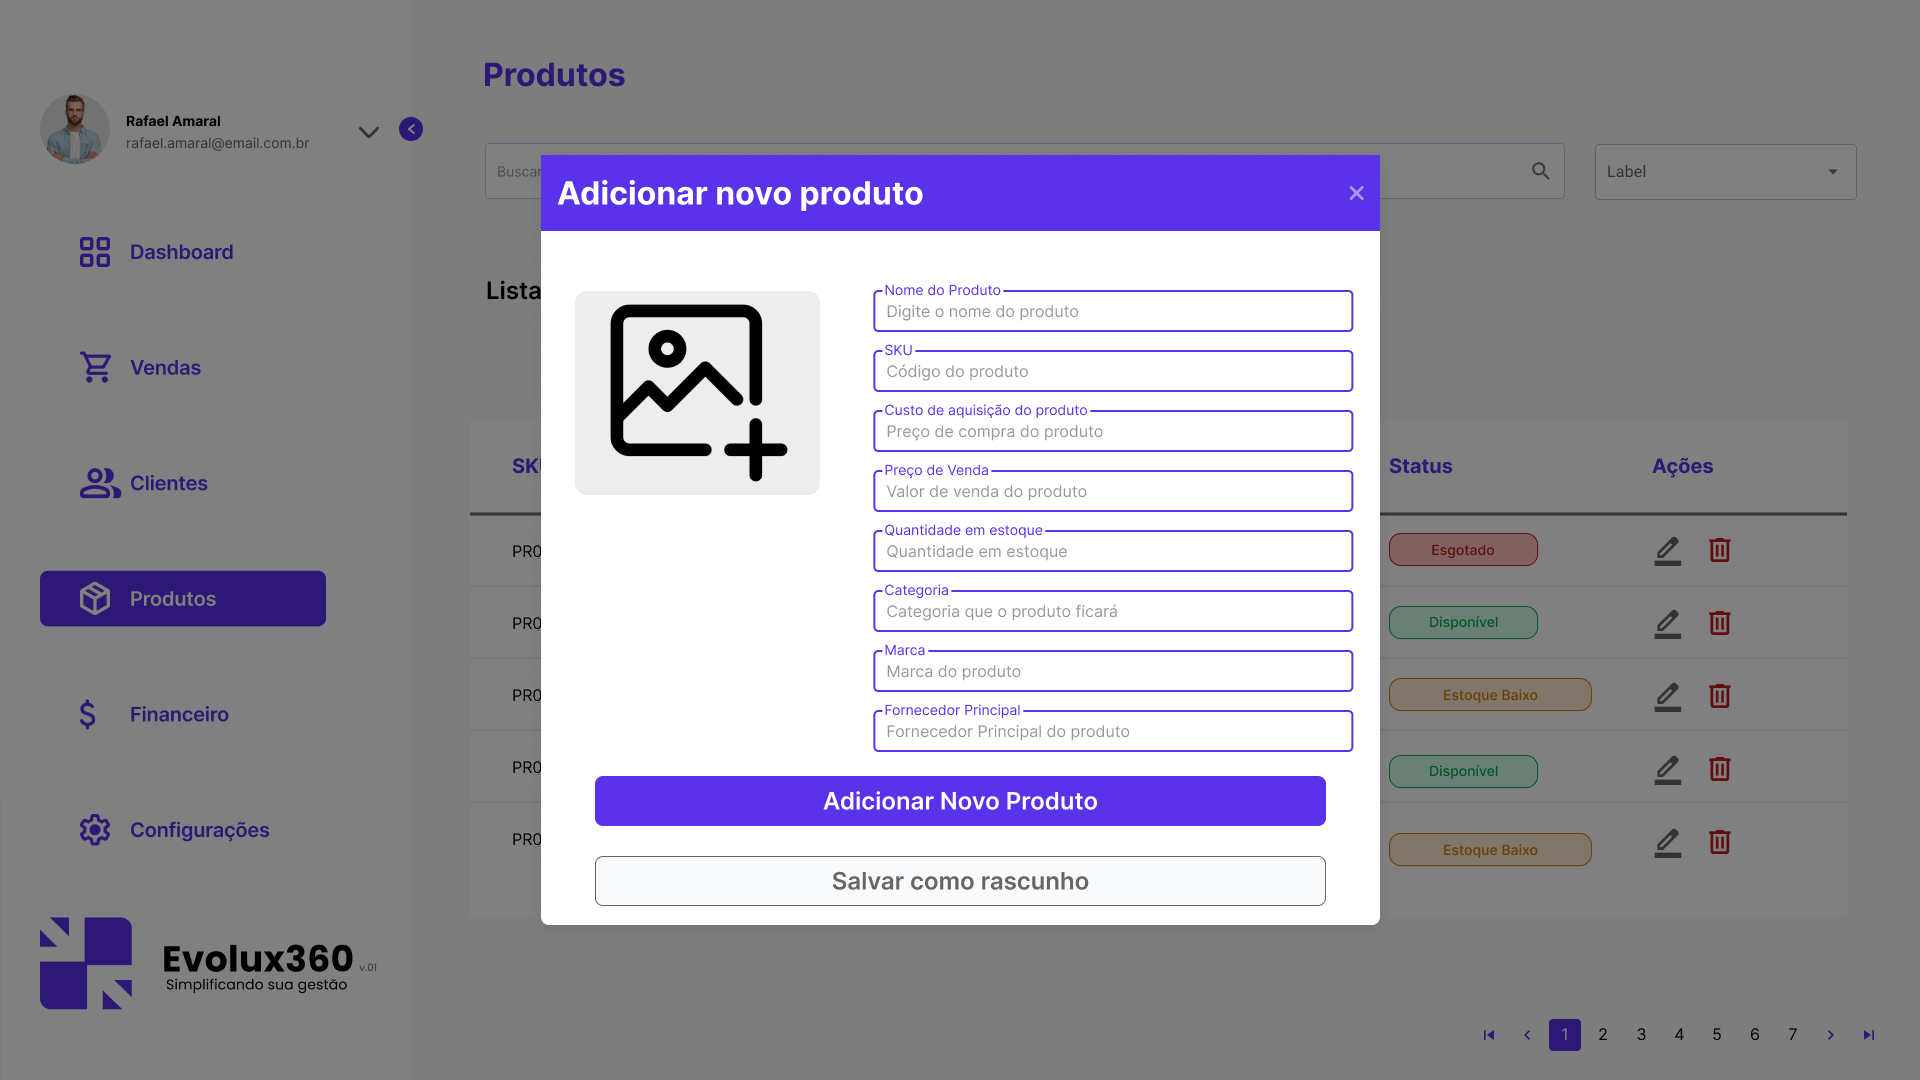 Rafael Amaral
rafael.amaral@email.com.br
Dashboard
Vendas
Clientes
Produtos
Financeiro
Configurações
Evolux360 v.01
Simplificando sua gestão
Produtos
Buscar
Label
Lista
SKU
Status
Ações
PR0
Esgotado
PR0
Disponível
PR0
Estoque Baixo
PR0
Disponível
PR0
Estoque Baixo
Adicionar novo produto
Nome do Produto
Digite o nome do produto
SKU
Código do produto
Custo de aquisição do produto
Preço de compra do produto
Preço de Venda
Valor de venda do produto
Quantidade em estoque
Quantidade em estoque
Categoria
Categoria que o produto ficará
Marca
Marca do produto
Fornecedor Principal
Fornecedor Principal do produto
Adicionar Novo Produto
Salvar como rascunho
1 2 3 4 5 6 7